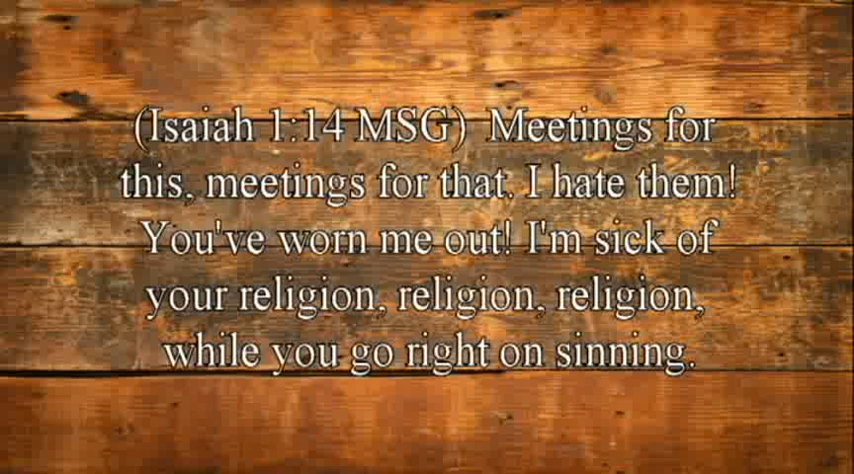 (Isaiah 1:14 MSG)  Meetings for
this, meetings for that. I hate them!
You've worn me out! I'm sick of
your religion, religion, religion,
while you go right on sinning.